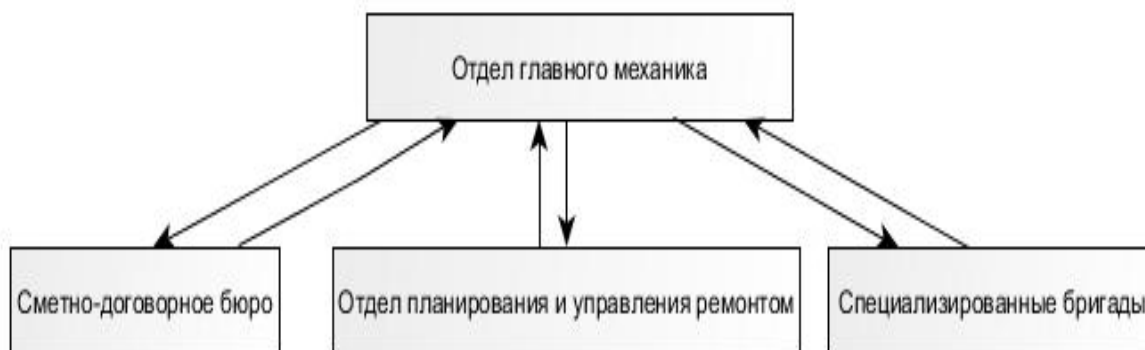 Отдел главного механика
Сметно-договорное бюро
Отдел планирования и управления ремонтом
Специализированные бригады